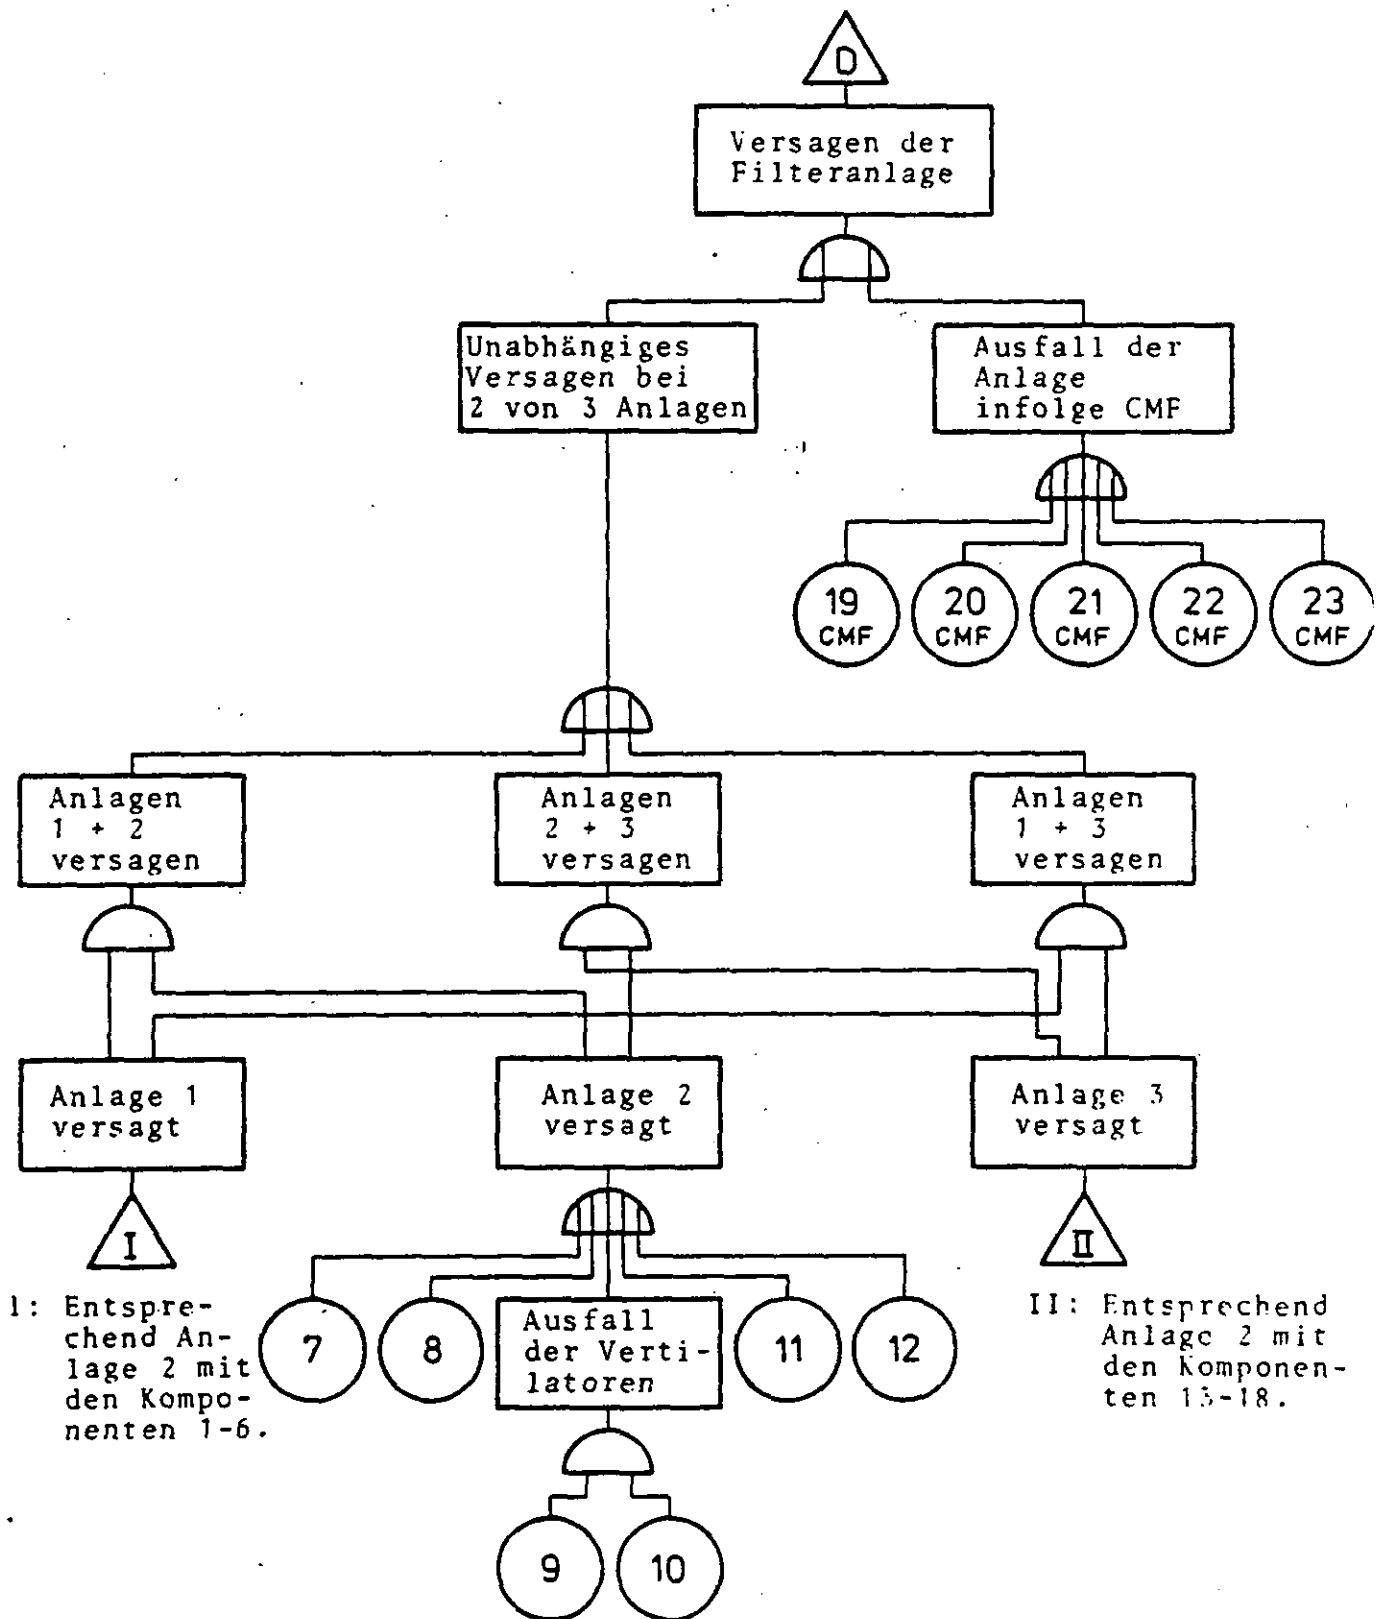 D
Versagen der
Filteranlage
Unabhängiges
Versagen bei
2 von 3 Anlagen
Ausfall der
Anlage
infolge CMF
19
CMF
20
CMF
21
CMF
22
CMF
23
CMF
Anlagen
1 + 2
versagen
Anlagen
2 + 3
versagen
Anlagen
1 + 3
versagen
Anlage 1
versagt
Anlage 2
versagt
Anlage 3
versagt
I
II
I: Entspre-
chend An-
lage 2 mit
den Kompo-
nenten 1-6.
7
8
Ausfall
der Verti-
latoren
11
12
II: Entsprechend
Anlage 2 mit
den Komponen-
ten 13-18.
9
10